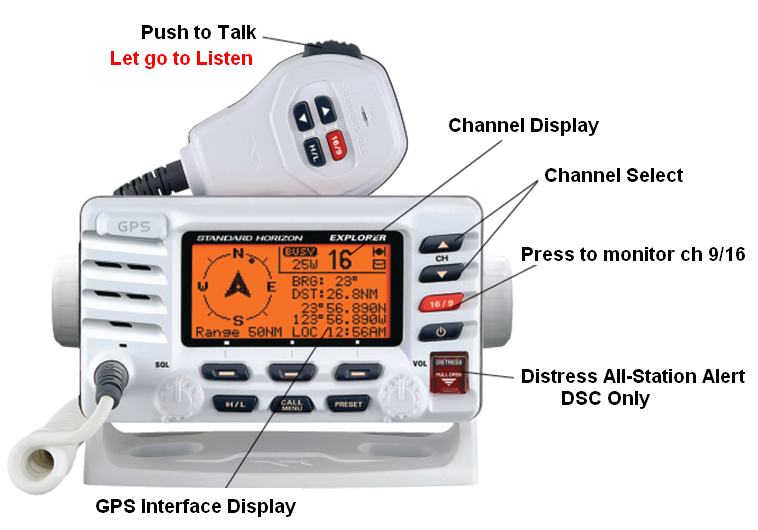 Push to Talk
Let go to Listen
16/9
H/L
Channel Display
Channel Select
GPS
STANDARD HORIZON EXPLORER
BUSY 16
25W
N
W E
S
BRG: 23°
DST:26.8NM
23°56.890N
123°56.890W
Range 50NM LOC 12:56AM
CH
Press to monitor ch 9/16
16 / 9
SQL
VOL
DISTRESS
PULL OPEN
Distress All-Station Alert
DSC Only
H/L
CALL
MENU
PRESET
GPS Interface Display